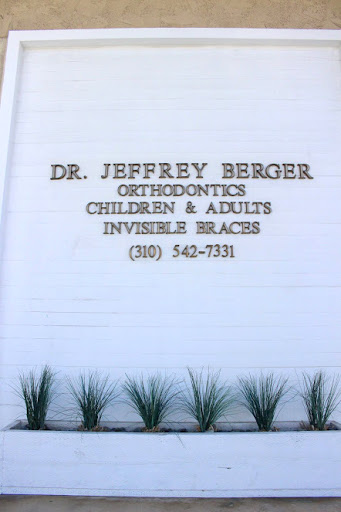 DR. JEFFREY BERGER
ORTHODONTICS
CHILDREN & ADULTS
INVISIBLE BRACES
(310) 542-7331